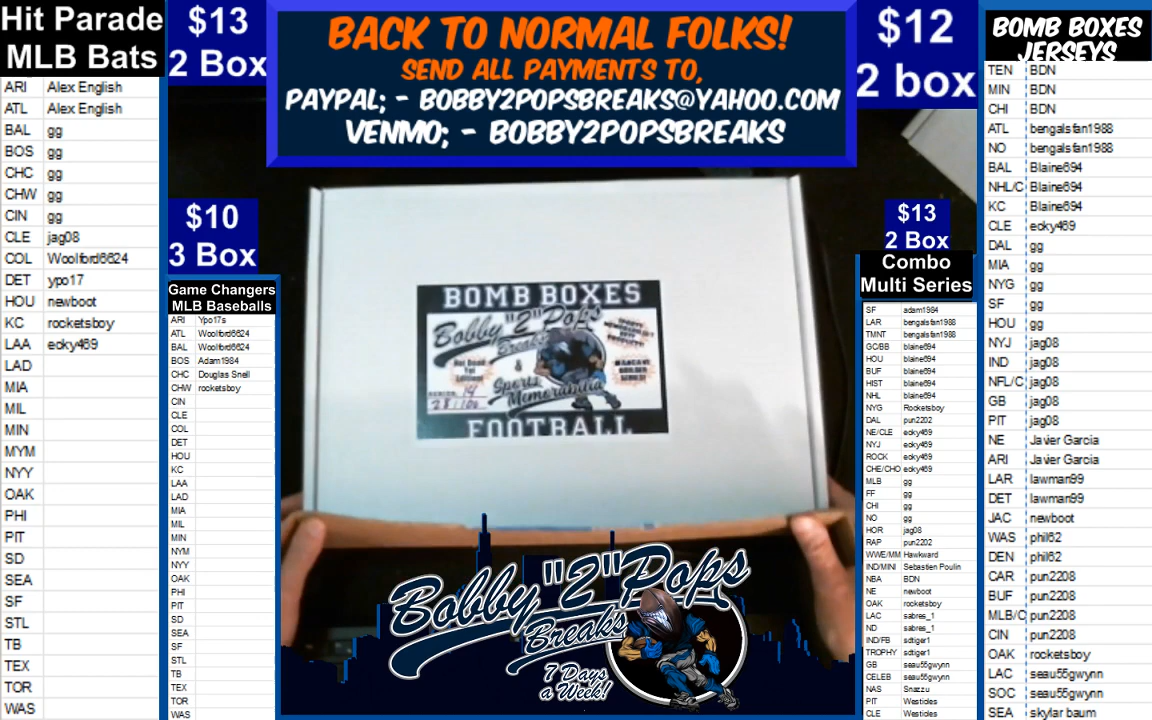 Hit Parade
MLB Bats
ARI Alex English
ATL Alex English
BAL gg
BOS gg
CHC gg
CHW gg
CIN gg
CLE jag08
COL Woolford6624
DET ypo17
HOU newboot
KC rocketsboy
LAA ecky469
LAD
MIA
MIL
MIN
MYM
NYY
OAK
PHI
PIT
SD
SEA
SF
STL
TB
TEX
TOR
WAS
$13
2 Box
$10
3 Box
Game Changers
MLB Baseballs
ARI Ypo17s
ATL Woolford6624
BAL Woolford6624
BOS Adam1984
CHC Douglas Snell
CHW rocketsboy
CIN
CLE
COL
DET
HOU
KC
LAA
LAD
MIA
MIL
MIN
NYM
NYY
OAK
PHI
PIT
SD
SEA
SF
STL
TB
TEX
TOR
WAS
BACK TO NORMAL FOLKS!
SEND ALL PAYMENTS TO,
PAYPAL; - BOBBY2POPSBREAKS@YAHOO.COM
VENMO; - BOBBY2POPSBREAKS
BOMB BOXES
Bobby "2" Pops
Breaks
&
Sports
Memorabilia
SERIES 14
28/100
FOOTBALL
Bobby "2" Pops
Breaks
7 Days
a Week!
$12
2 box
$13
2 Box
Combo
Multi Series
SF adam1984
LAR bengalsfan1988
TMNT bengalsfan1988
GC/BB blaine694
HOU blaine694
BUF blaine694
HIST blaine694
NHL blaine694
NYG Rocketsboy
DAL pun2202
NE/CLE ecky469
NYJ ecky469
ROCK ecky469
CHE/CHO ecky469
MLB gg
FF gg
CHI gg
NO gg
HOR jag08
RAP pun2202
WWE/MM Hawkward
IND/MINI Sebastien Poulin
NBA BDN
NE newboot
OAK rocketsboy
LAC sabres_1
ND sabres_1
IND/FB sdtiger1
TROPHY sdtiger1
GB seau55gwynn
CELEB seau55gwynn
NAS Snazzu
PIT Westicles
CLE Westicles
BOMB BOXES
JERSEYS
TEN BDN
MIN BDN
CHI BDN
ATL bengalsfan1988
NO bengalsfan1988
BAL Blaine694
NHL/C Blaine694
KC Blaine694
CLE ecky469
DAL gg
MIA gg
NYG gg
SF gg
HOU gg
NYJ jag08
IND jag08
NFL/C jag08
GB jag08
PIT jag08
NE Javier Garcia
ARI Javier Garcia
LAR lawman99
DET lawman99
JAC newboot
WAS phil62
DEN phil62
CAR pun2208
BUF pun2208
MLB/C pun2208
CIN pun2208
OAK rocketsboy
LAC seau55gwynn
SOC seau55gwynn
SEA skylar baum